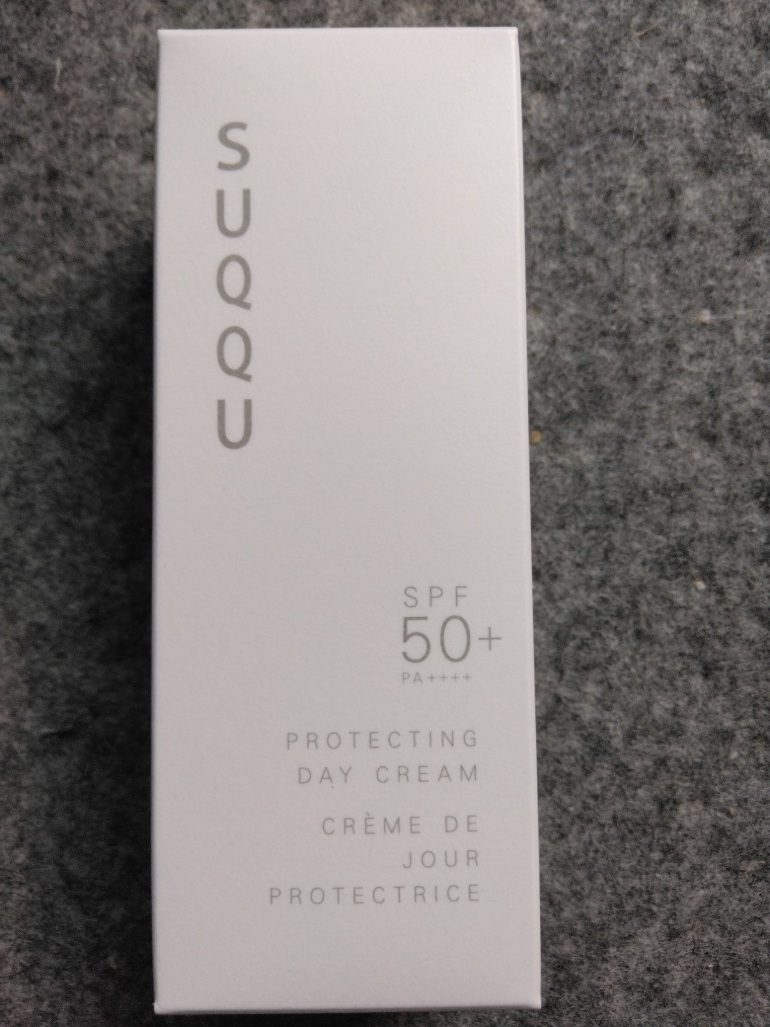 SUQQU
SPF
50+
PA++++
PROTECTING
DAY CREAM
CRÈME DE
JOUR
PROTECTRICE